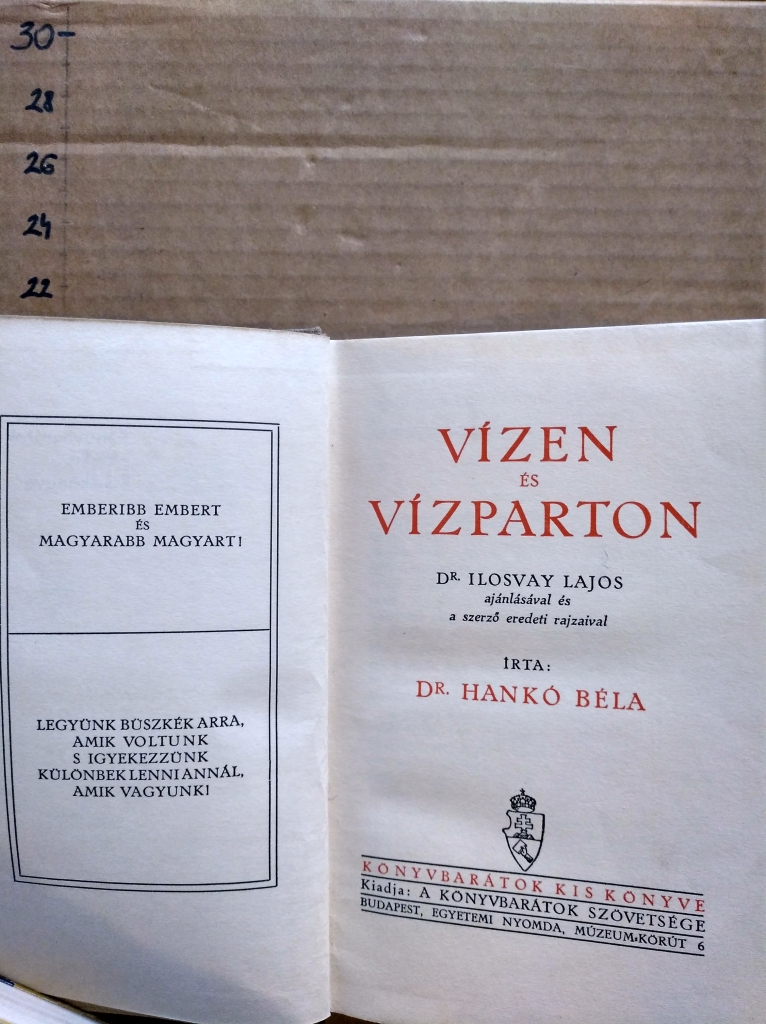 30
28
26
24
22
EMBERIBB EMBERT
ÉS
MAGYARABB MAGYART!
LEGYÜNK BÜSZKÉK ARRA,
AMIK VOLTUNK
S IGYEKEZZÜNK
KÜLÖNBEK LENNI ANNÁL,
AMIK VAGYUNK!
VÍZEN
ÉS
VÍZPARTON
DR. ILOSVAY LAJOS
ajánlásával és
a szerző eredeti rajzaival
ÍRTA:
DR. HANKÓ BÉLA
KÖNYVBARÁTOK KIS KÖNYVE
Kiadja: A KÖNYVBARÁTOK SZÖVETSÉGE
BUDAPEST, EGYETEMI NYOMDA, MÚZEUM-KÖRÚT 6